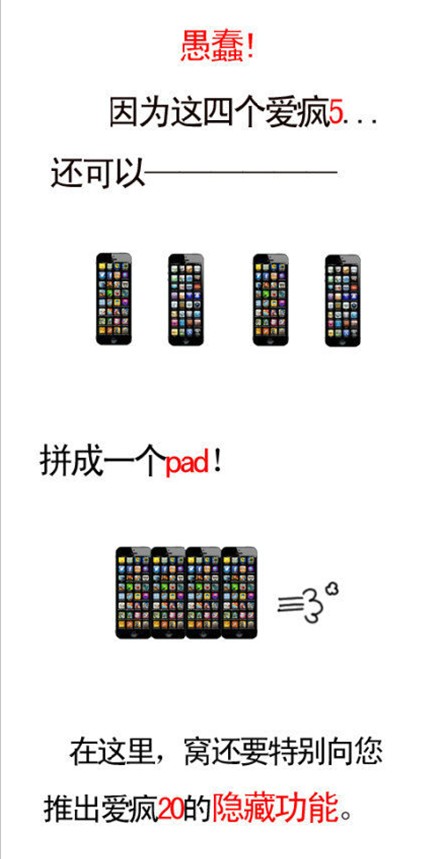 愚蠢!
因为这四个爱疯5...
还可以——————
拼成一个pad!
在这里，窝还要特别向您
推出爱疯20的隐藏功能。